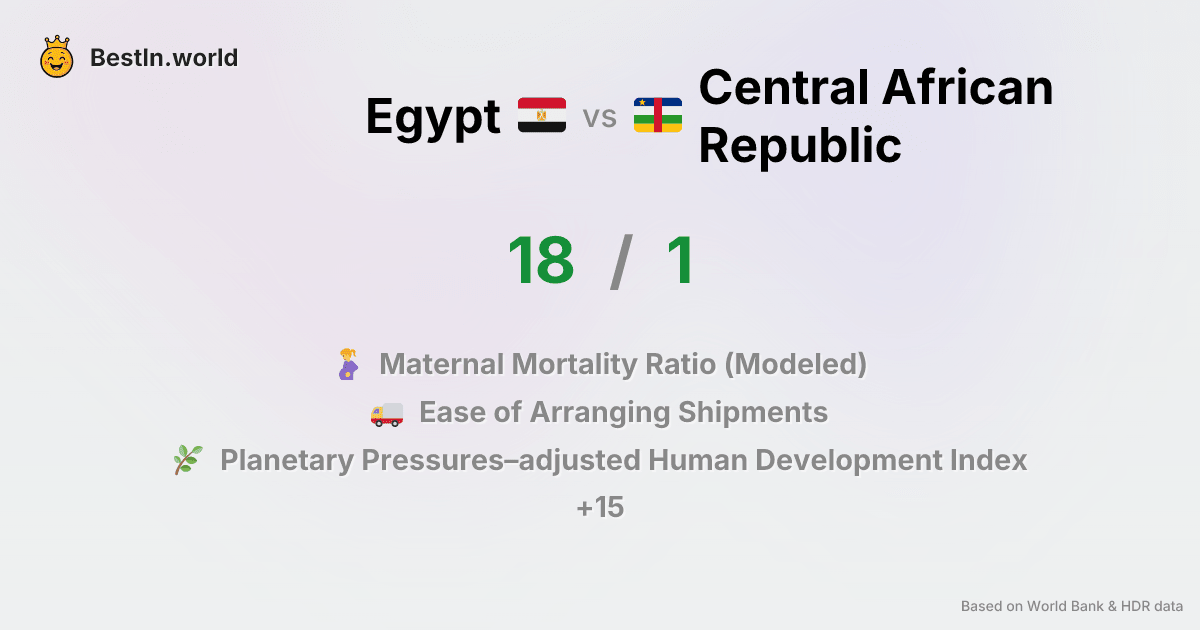 BestIn.world
Egypt vs Central African
Republic
18 / 1
Maternal Mortality Ratio (Modeled)
Ease of Arranging Shipments
Planetary Pressures–adjusted Human Development Index
+15
Based on World Bank & HDR data